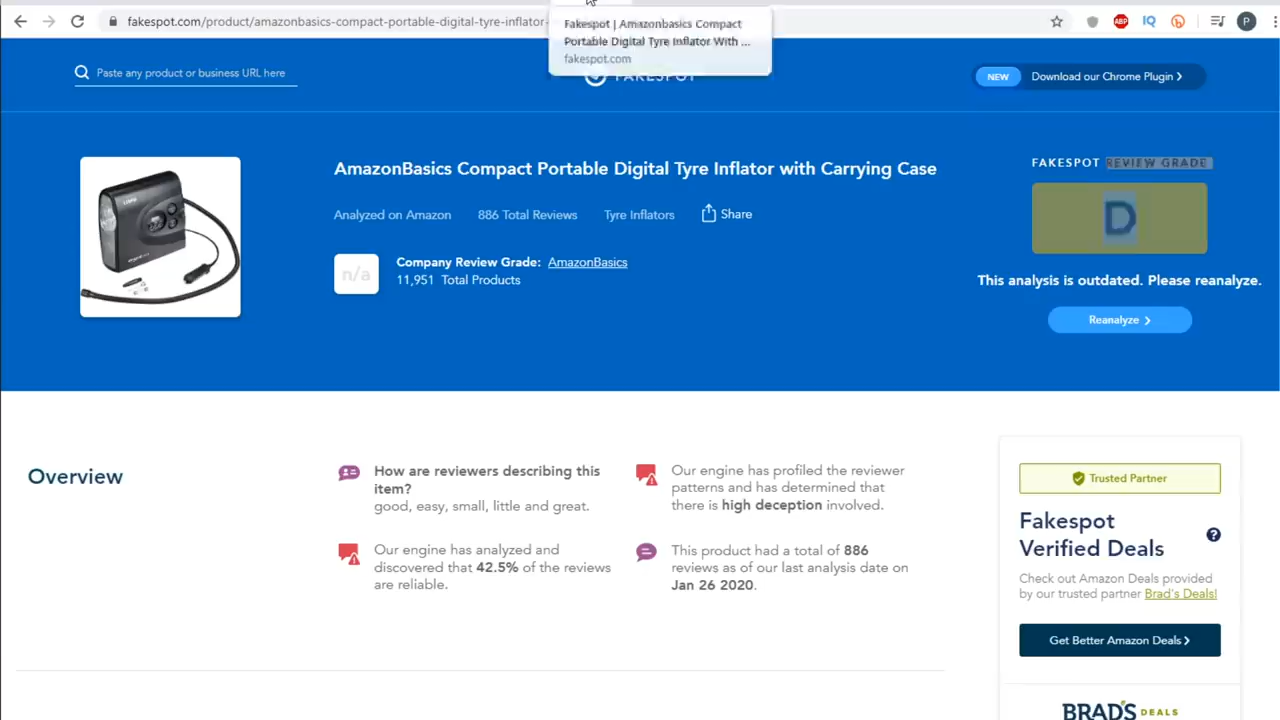 fakespot.com/product/amazonbasics-compact-portable-digital-tyre-inflator-
ABP
IQ
P
Fakespot | Amazonbasics Compact
Portable Digital Tyre Inflator With ...
fakespot.com
Paste any product or business URL here
FAKESPOT
NEW
Download our Chrome Plugin
AmazonBasics Compact Portable Digital Tyre Inflator with Carrying Case
Analyzed on Amazon
886 Total Reviews
Tyre Inflators
Share
n/a
Company Review Grade: AmazonBasics
11,951 Total Products
FAKESPOT REVIEW GRADE
D
This analysis is outdated. Please reanalyze.
Reanalyze
Overview
How are reviewers describing this
item?
good, easy, small, little and great.
Our engine has profiled the reviewer
patterns and has determined that
there is high deception involved.
Our engine has analyzed and
discovered that 42.5% of the reviews
are reliable.
This product had a total of 886
reviews as of our last analysis date on
Jan 26 2020.
Trusted Partner
Fakespot
Verified Deals
?
Check out Amazon Deals provided
by our trusted partner Brad's Deals!
Get Better Amazon Deals
BRAD'S DEALS